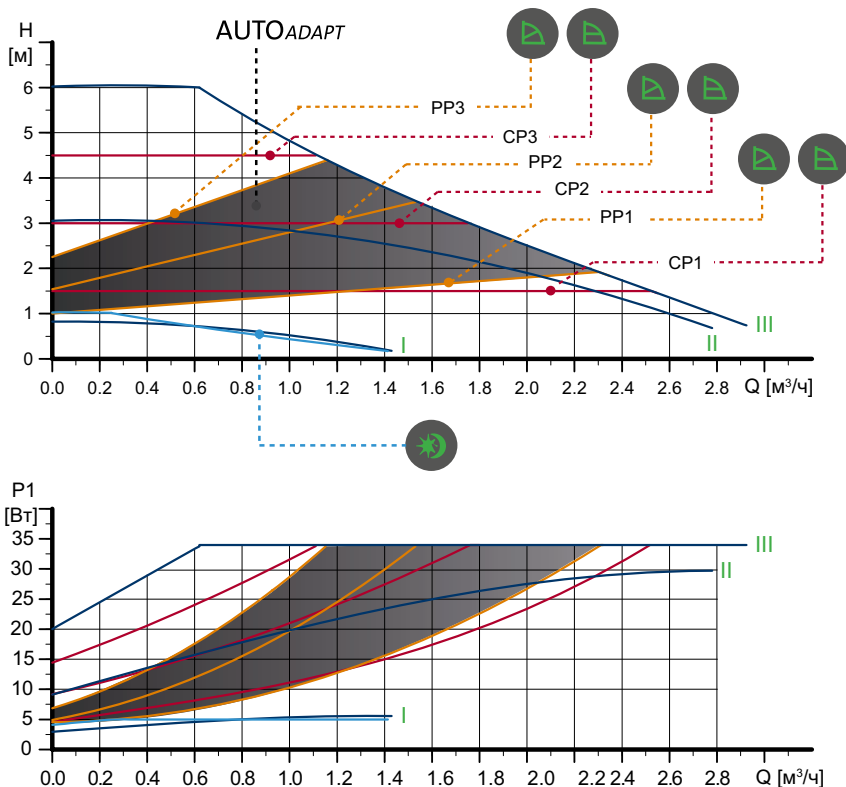 H
[м]
AUTOADAPT
6
5
4
3
2
1
0
PP3
CP3
PP2
CP2
PP1
CP1
I
II
III
0.0 0.2 0.4 0.6 0.8 1.0 1.2 1.4 1.6 1.8 2.0 2.2 2.4 2.6 2.8 Q [м³/ч]
P1
[Вт]
35
30
25
20
15
10
5
0
III
II
I
0.0 0.2 0.4 0.6 0.8 1.0 1.2 1.4 1.6 1.8 2.0 2.2 2.4 2.6 2.8 Q [м³/ч]